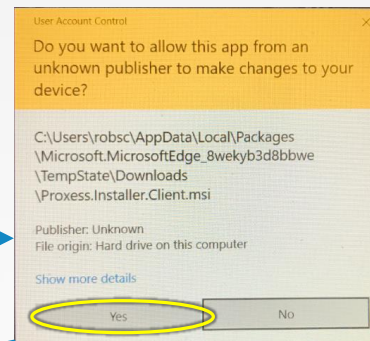 User Account Control
Do you want to allow this app from an
unknown publisher to make changes to your
device?
C:\Users\robsc\AppData\Local\Packages
\Microsoft.MicrosoftEdge_8wekyb3d8bbwe
\TempState\Downloads
\Proxess.Installer.Client.msi
Publisher: Unknown
File origin: Hard drive on this computer
Show more details
Yes
No